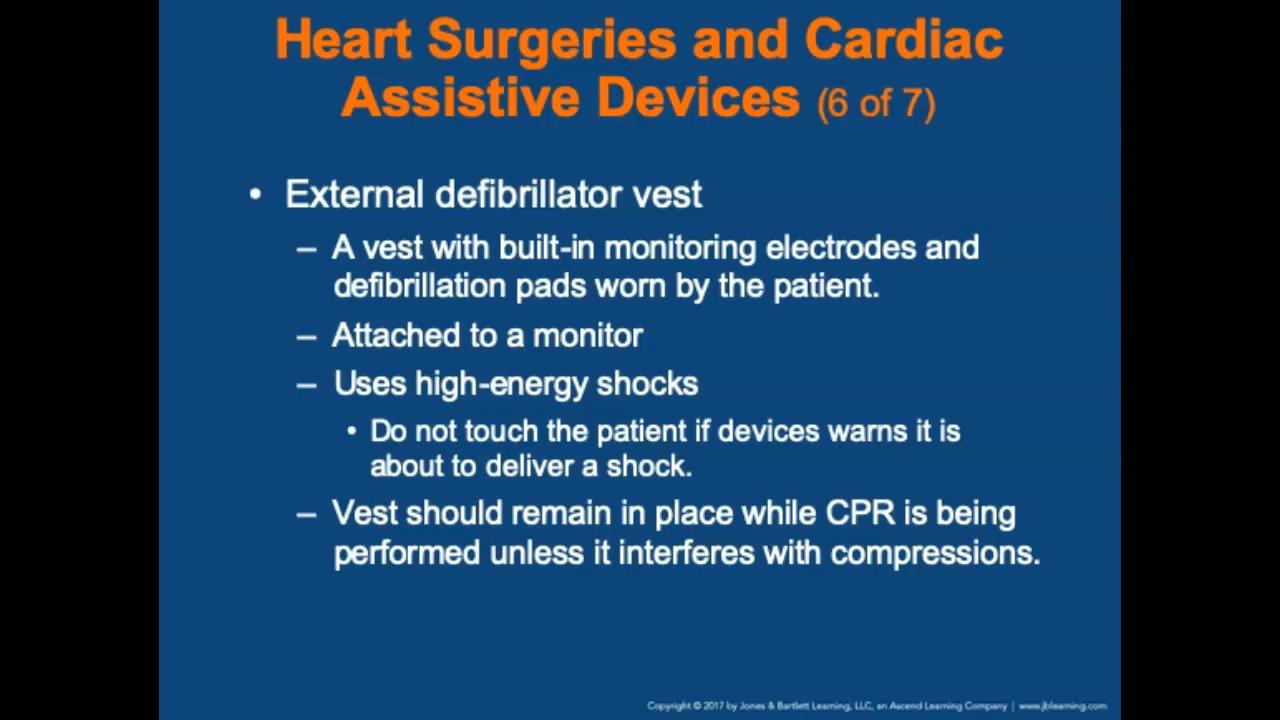 Heart Surgeries and Cardiac
Assistive Devices (6 of 7)
• External defibrillator vest
– A vest with built-in monitoring electrodes and
defibrillation pads worn by the patient.
– Attached to a monitor
– Uses high-energy shocks
• Do not touch the patient if devices warns it is
about to deliver a shock.
– Vest should remain in place while CPR is being
performed unless it interferes with compressions.
Copyright © 2017 by Jones & Bartlett Learning, LLC, an Ascend Learning Company | www.jblearning.com